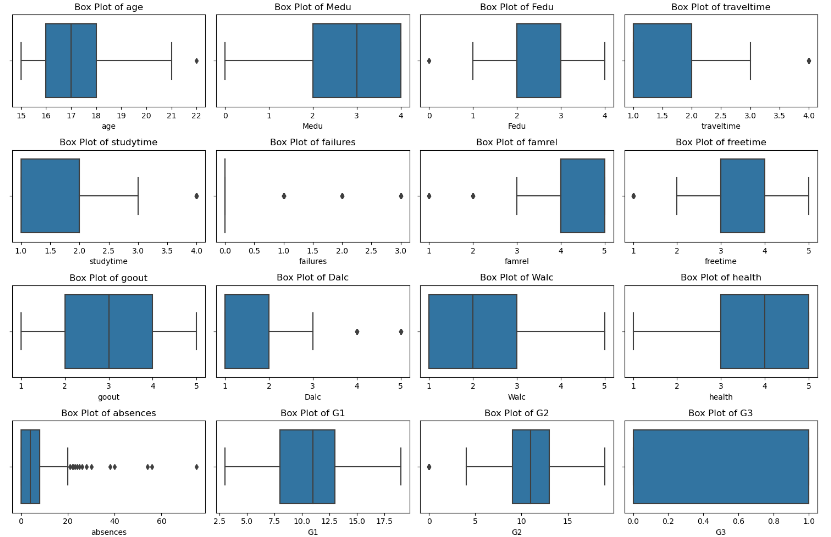 Box Plot of age
Box Plot of Medu
Box Plot of Fedu
Box Plot of traveltime
15 16 17 18 19 20 21 22
0 1 2 3 4
0 1 2 3 4
1.0 1.5 2.0 2.5 3.0 3.5 4.0
age
Medu
Fedu
traveltime
Box Plot of studytime
Box Plot of failures
Box Plot of famrel
Box Plot of freetime
1.0 1.5 2.0 2.5 3.0 3.5 4.0
0.0 0.5 1.0 1.5 2.0 2.5 3.0
1 2 3 4 5
1 2 3 4 5
studytime
failures
famrel
freetime
Box Plot of goout
Box Plot of Dalc
Box Plot of Walc
Box Plot of health
1 2 3 4 5
1 2 3 4 5
1 2 3 4 5
1 2 3 4 5
goout
Dalc
Walc
health
Box Plot of absences
Box Plot of G1
Box Plot of G2
Box Plot of G3
0 20 40 60
2.5 5.0 7.5 10.0 12.5 15.0 17.5
0 5 10 15
0.0 0.2 0.4 0.6 0.8 1.0
absences
G1
G2
G3